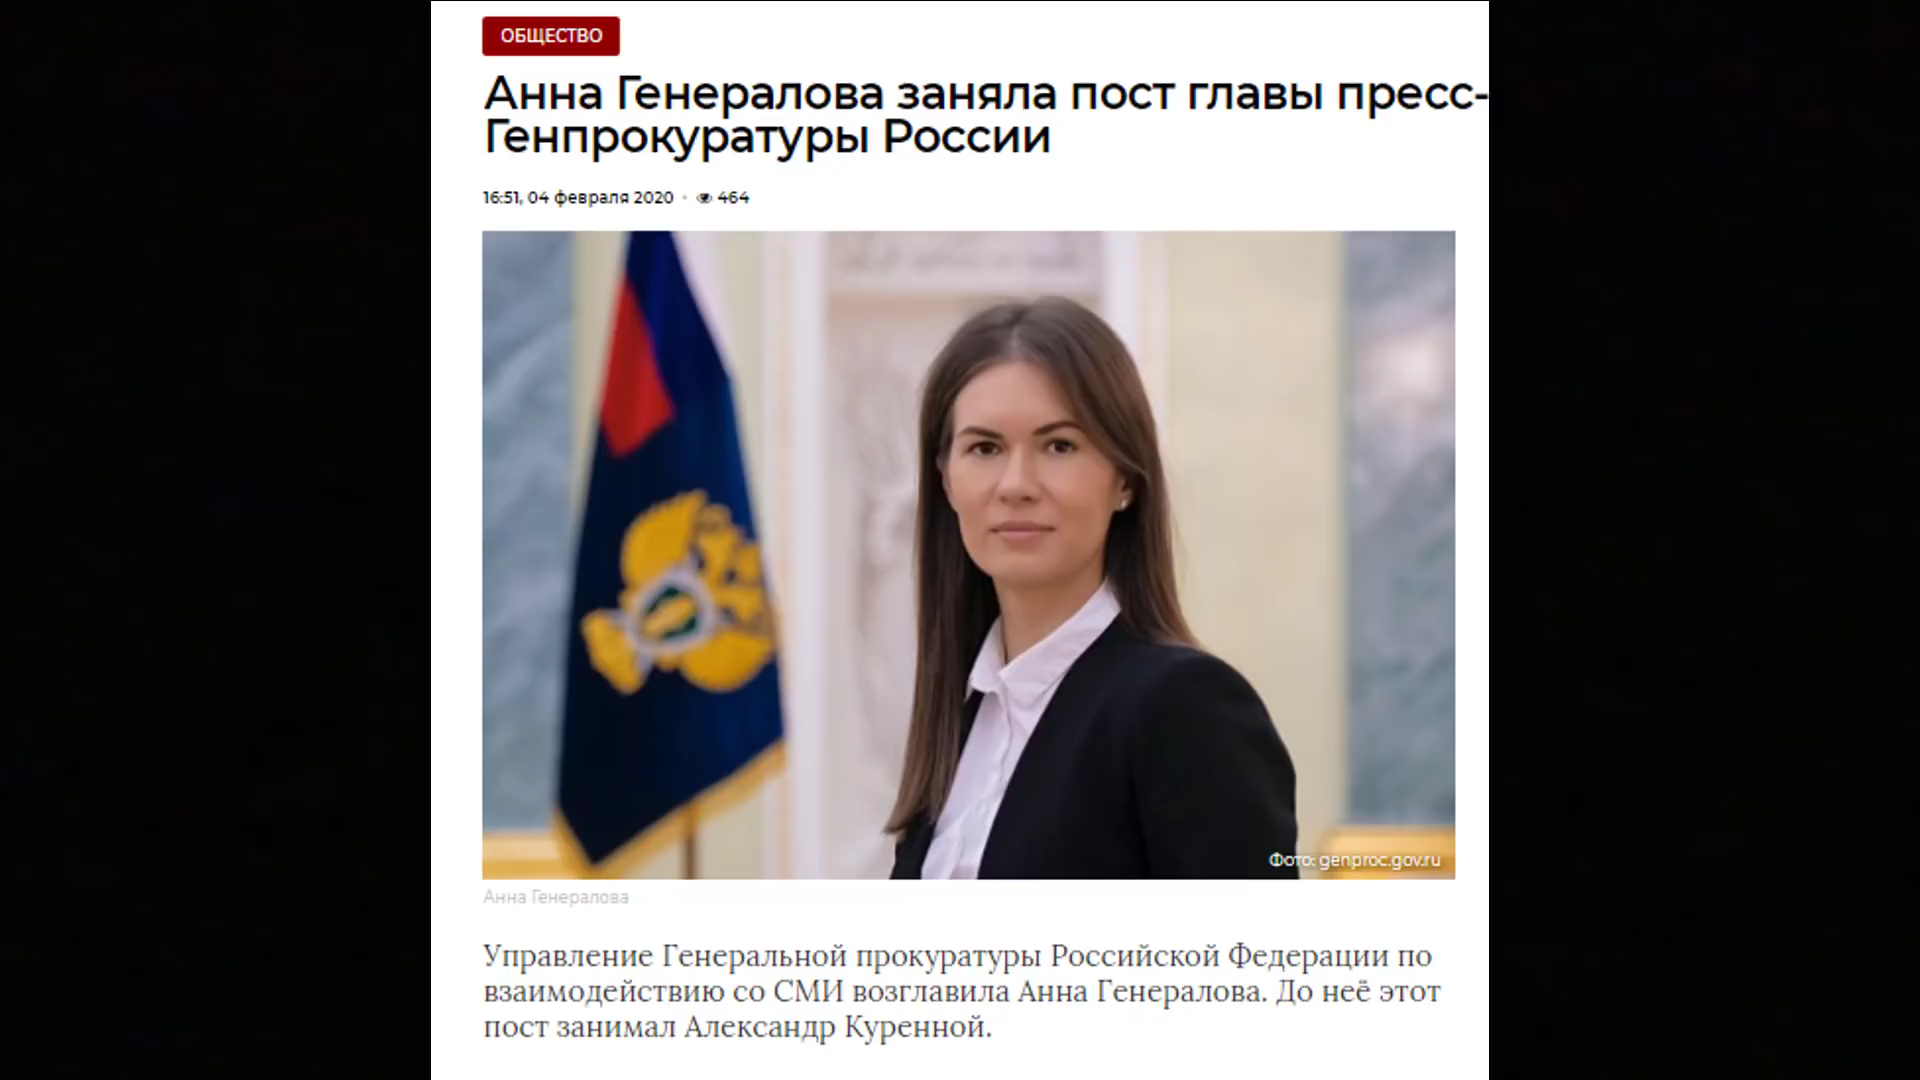 ОБЩЕСТВО
Анна Генералова заняла пост главы пресс-
Генпрокуратуры России
16:51, 04 февраля 2020 • 464
Фото: genproc.gov.ru
Анна Генералова
Управление Генеральной прокуратуры Российской Федерации по
взаимодействию со СМИ возглавила Анна Генералова. До неё этот
пост занимал Александр Куренной.